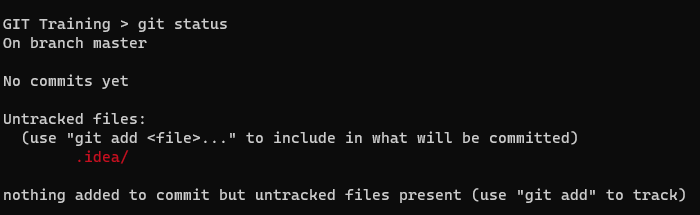 GIT Training > git status
On branch master
No commits yet
Untracked files:
(use "git add <file>..." to include in what will be committed)
.idea/
nothing added to commit but untracked files present (use "git add" to track)